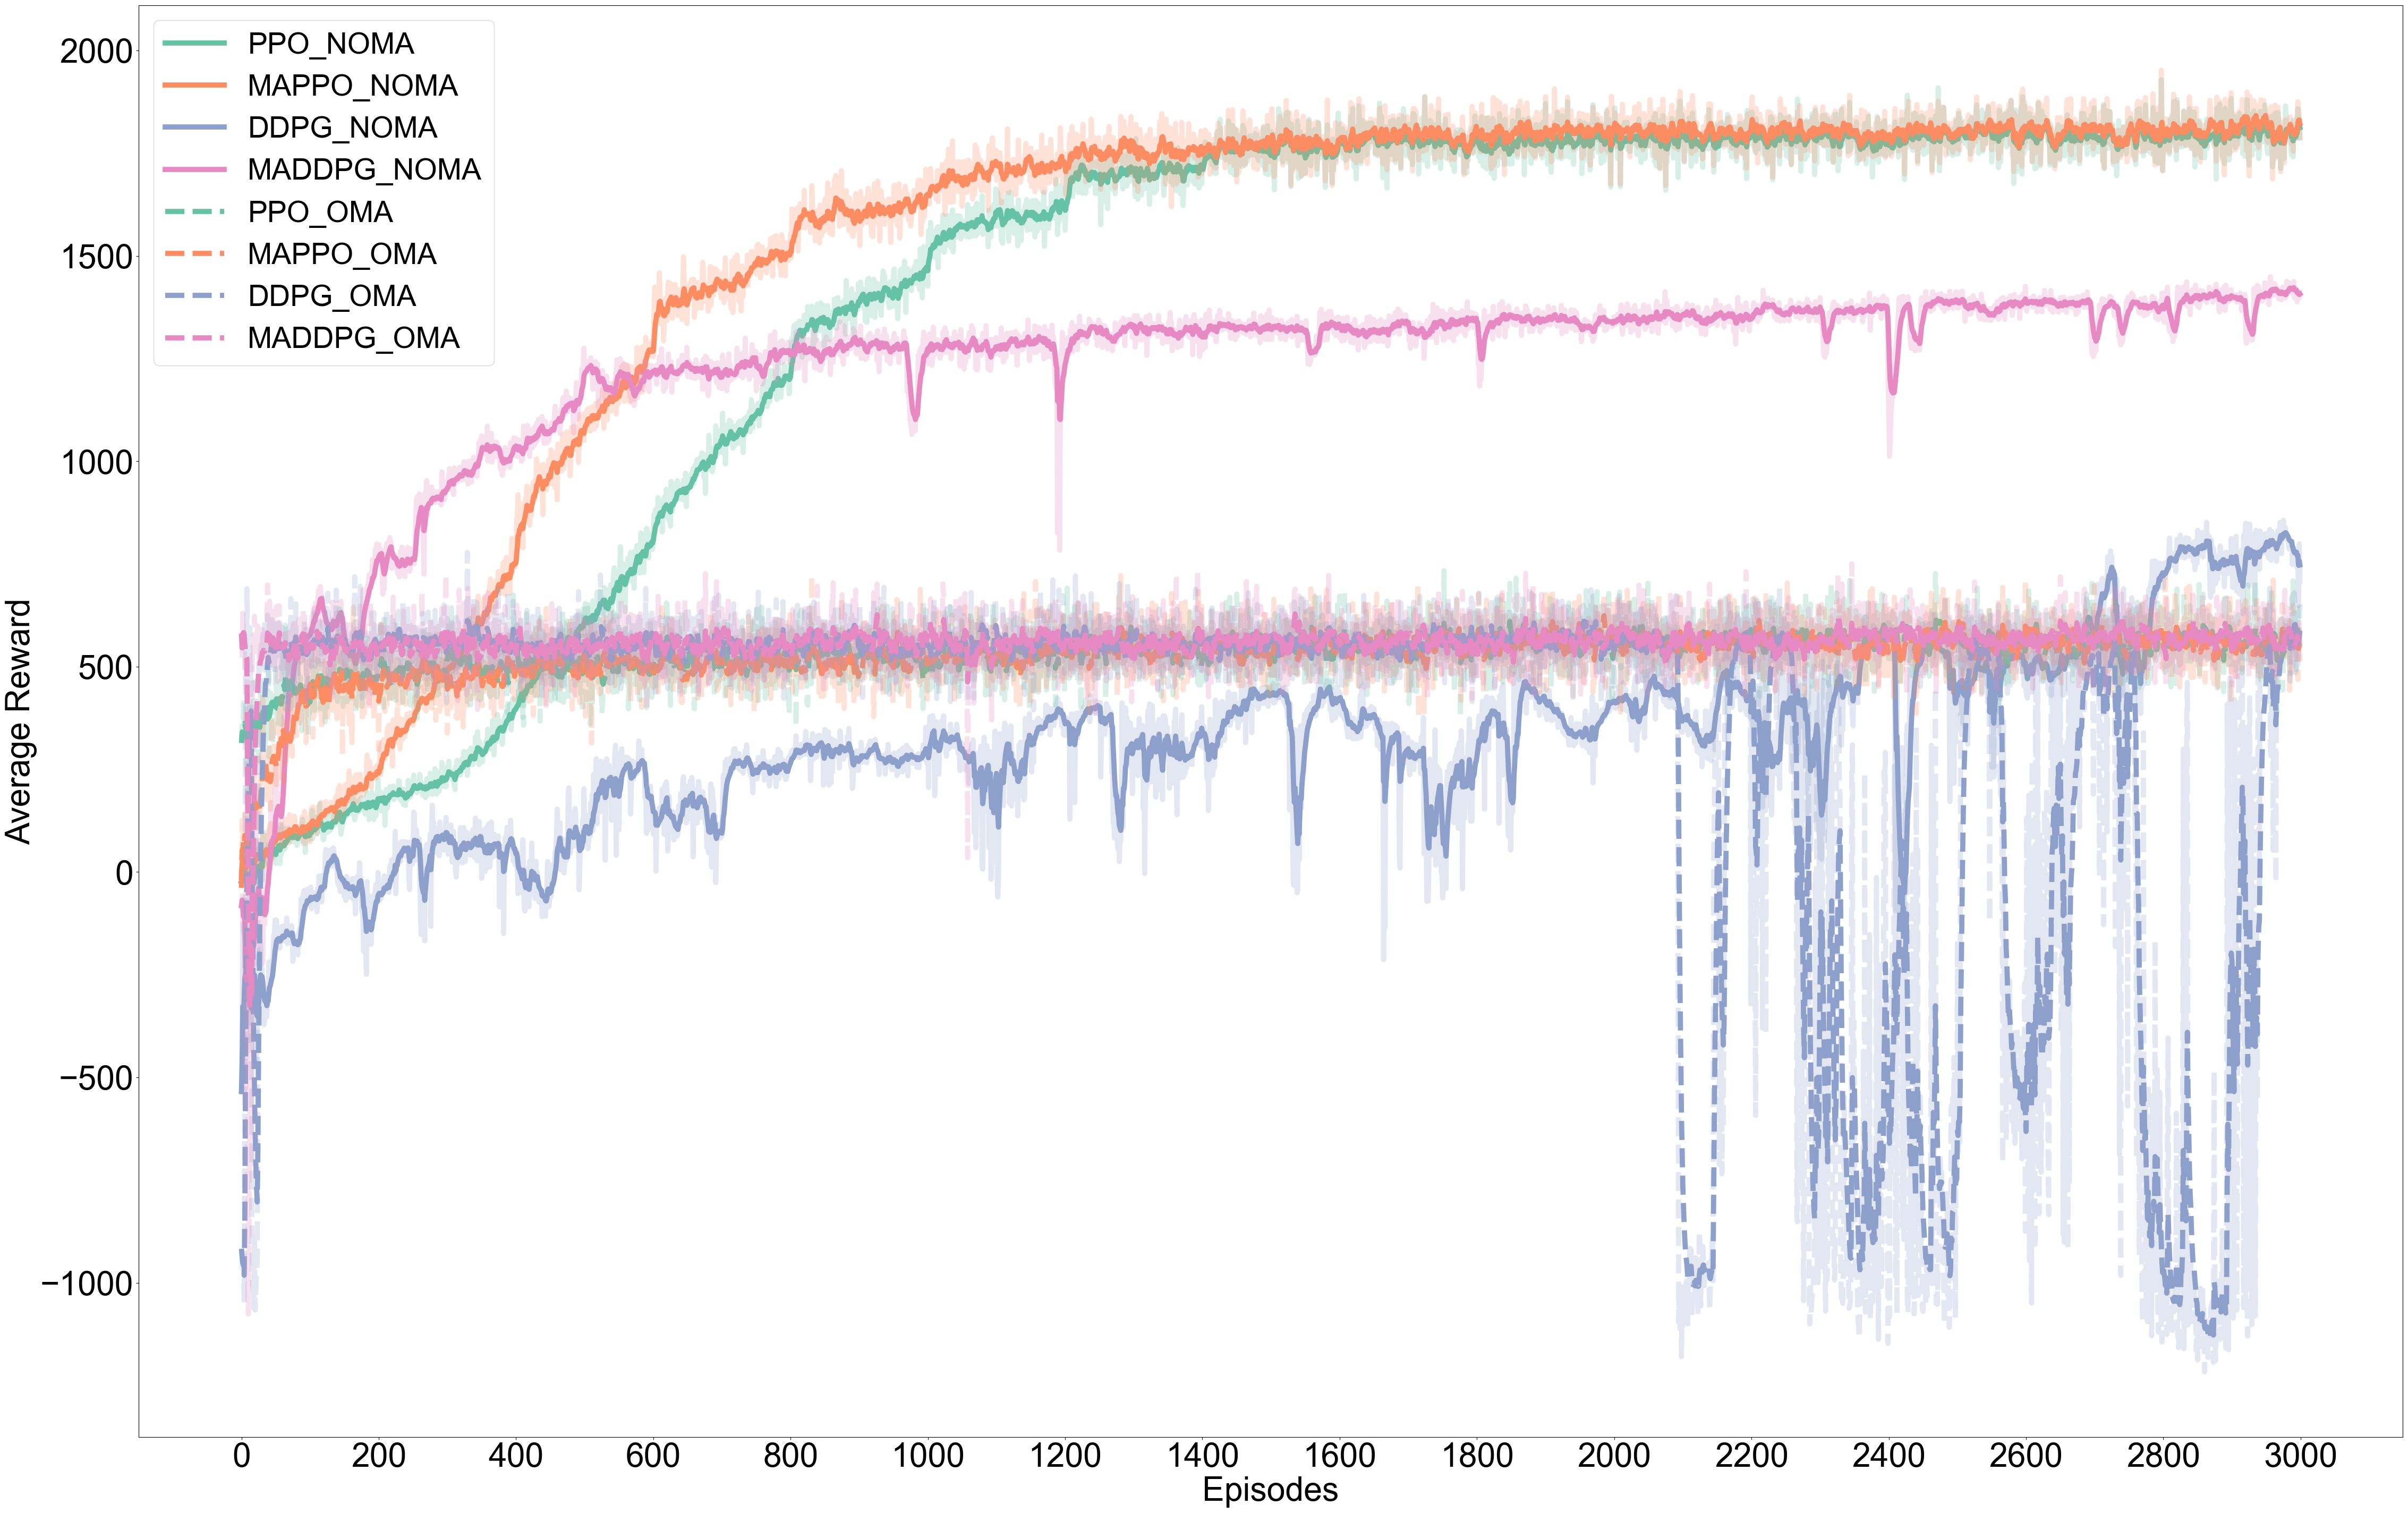 PPO_NOMA
MAPPO_NOMA
DDPG_NOMA
MADDPG_NOMA
PPO_OMA
MAPPO_OMA
DDPG_OMA
MADDPG_OMA
2000
1500
1000
500
0
−500
−1000
Average Reward
0 200 400 600 800 1000 1200 1400 1600 1800 2000 2200 2400 2600 2800 3000
Episodes